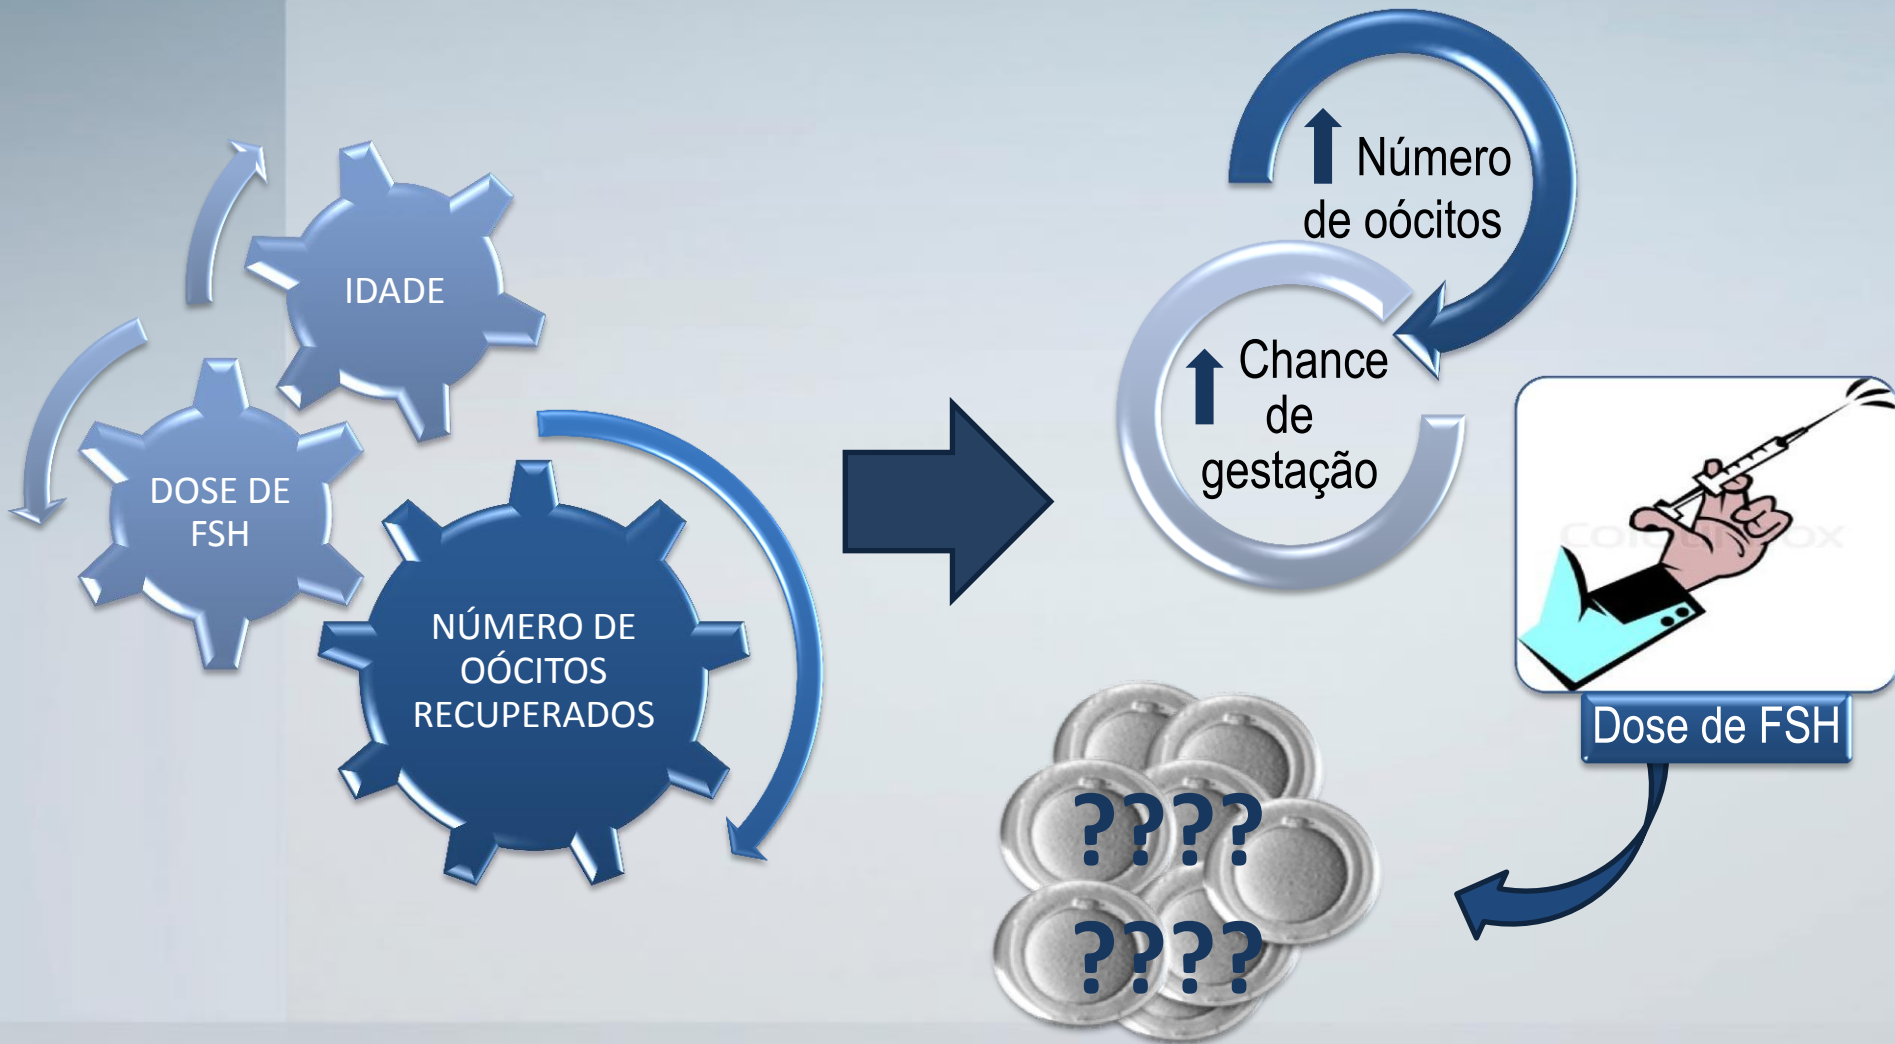 IDADE
DOSE DE
FSH
NÚMERO DE
OÓCITOS
RECUPERADOS
Número
de oócitos
Chance
de
gestação
Dose de FSH
????
????